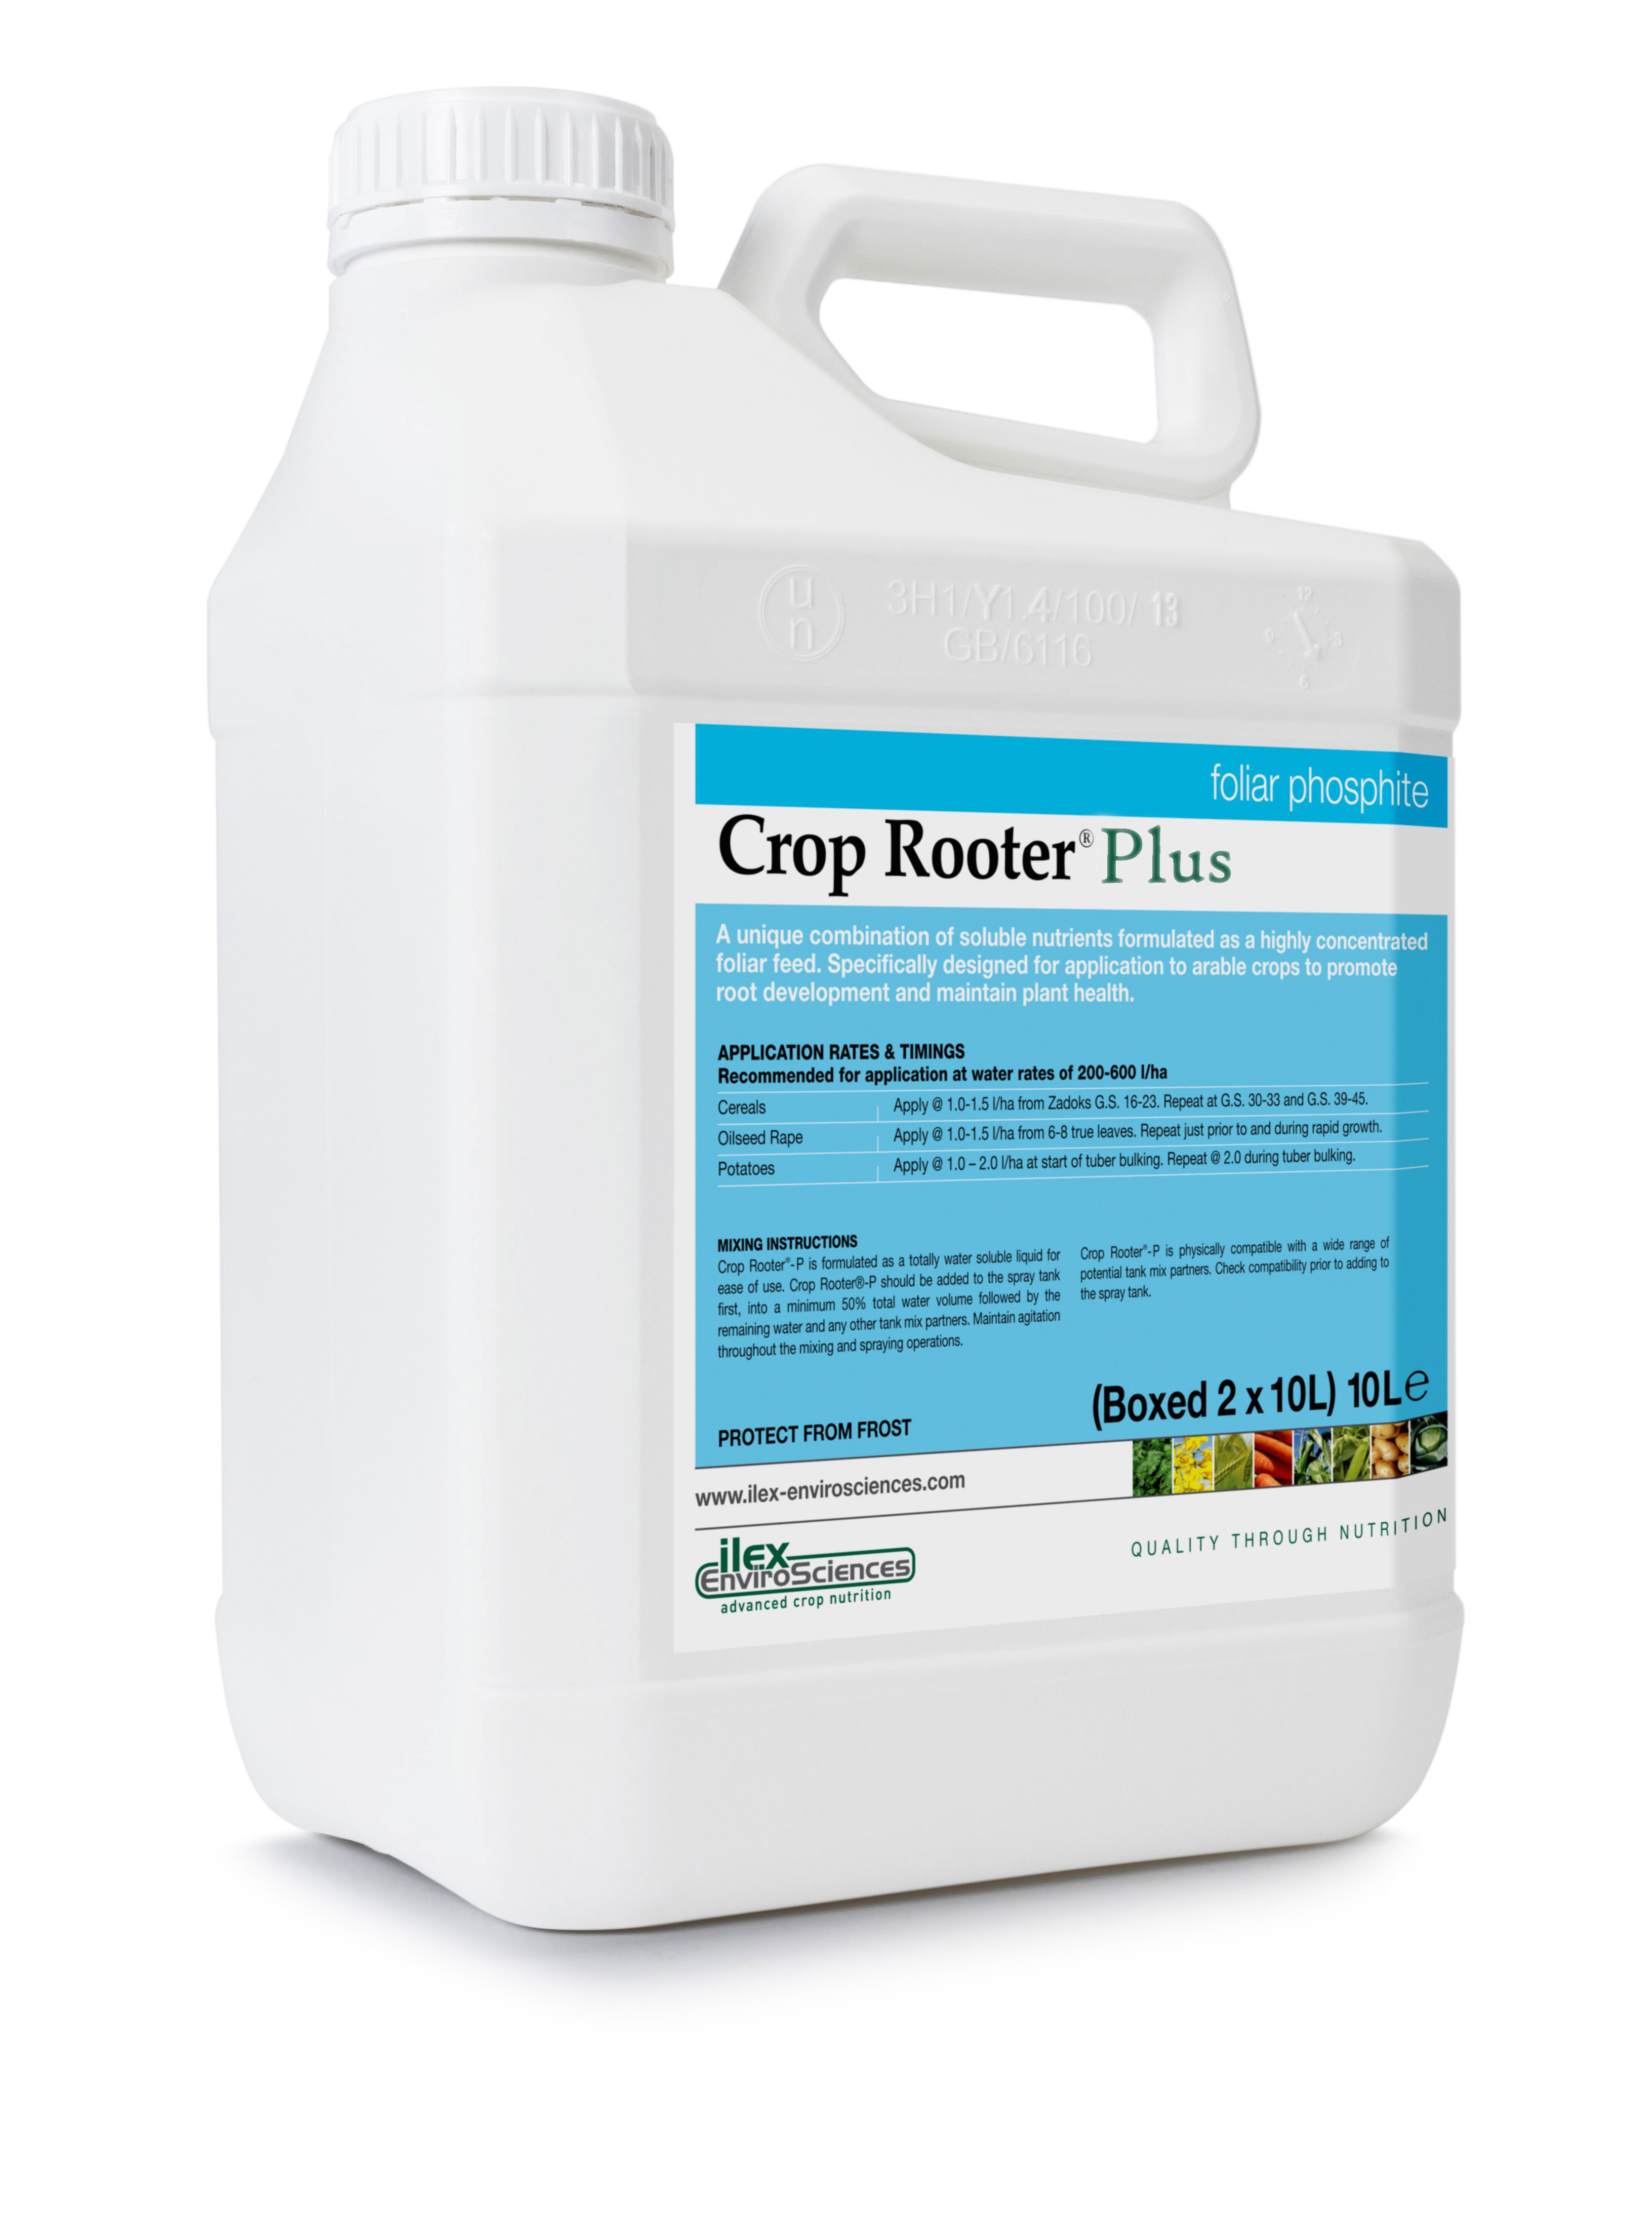 un
3H1/Y1.4/100/ 13
GB/6116
12
9 3
6
foliar phosphite
Crop Rooter® Plus
A unique combination of soluble nutrients formulated as a highly concentrated
foliar feed. Specifically designed for application to arable crops to promote
root development and maintain plant health.
APPLICATION RATES & TIMINGS
Recommended for application at water rates of 200-600 l/ha
Cereals Apply @ 1.0-1.5 l/ha from Zadoks G.S. 16-23. Repeat at G.S. 30-33 and G.S. 39-45.
Oilseed Rape Apply @ 1.0-1.5 l/ha from 6-8 true leaves. Repeat just prior to and during rapid growth.
Potatoes Apply @ 1.0 – 2.0 l/ha at start of tuber bulking. Repeat @ 2.0 during tuber bulking.
MIXING INSTRUCTIONS
Crop Rooter®-P is formulated as a totally water soluble liquid for
ease of use. Crop Rooter®-P should be added to the spray tank
first, into a minimum 50% total water volume followed by the
remaining water and any other tank mix partners. Maintain agitation
throughout the mixing and spraying operations.
Crop Rooter®-P is physically compatible with a wide range of
potential tank mix partners. Check compatibility prior to adding to
the spray tank.
(Boxed 2 x 10L) 10L e
PROTECT FROM FROST
www.ilex-envirosciences.com
QUALITY THROUGH NUTRITION
ilex
EnviroSciences
advanced crop nutrition